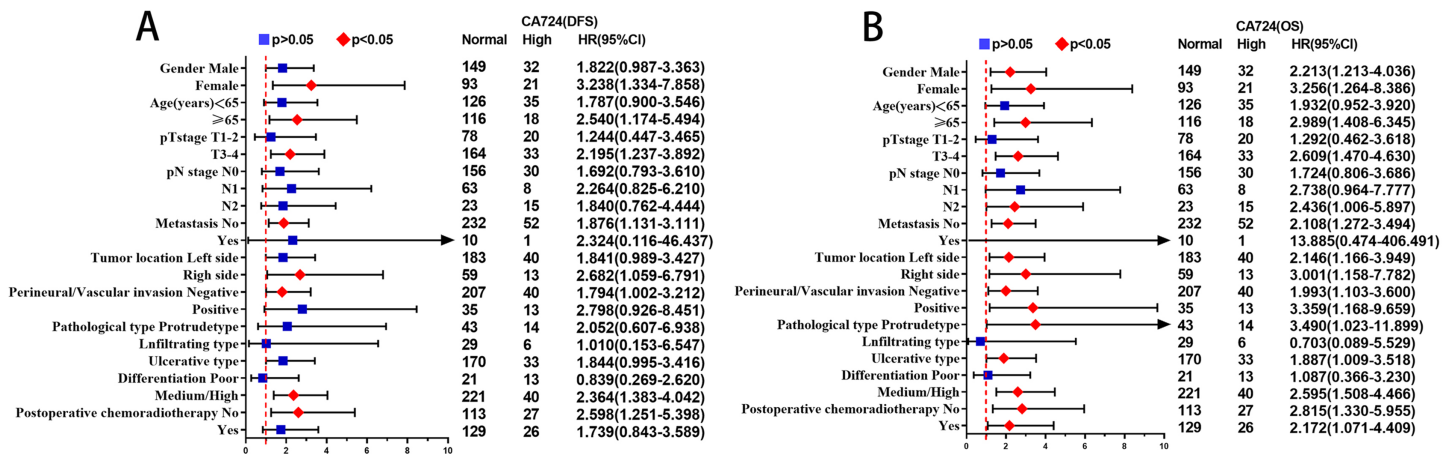 A
CA724(DFS)
p>0.05 p<0.05 Normal High HR(95%CI)
Gender Male 149 32 1.822(0.987-3.363)
Female 93 21 3.238(1.334-7.858)
Age(years)<65 126 35 1.787(0.900-3.546)
⩾65 116 18 2.540(1.174-5.494)
pTstage T1-2 78 20 1.244(0.447-3.465)
T3-4 164 33 2.195(1.237-3.892)
pN stage N0 156 30 1.692(0.793-3.610)
N1 63 8 2.264(0.825-6.210)
N2 23 15 1.840(0.762-4.444)
Metastasis No 232 52 1.876(1.131-3.111)
Yes 10 1 2.324(0.116-46.437)
Tumor location Left side 183 40 1.841(0.989-3.427)
Righ side 59 13 2.682(1.059-6.791)
Perineural/Vascular invasion Negative 207 40 1.794(1.002-3.212)
Positive 35 13 2.798(0.926-8.451)
Pathological type Protrudetype 43 14 2.052(0.607-6.938)
Lnfiltrating type 29 6 1.010(0.153-6.547)
Ulcerative type 170 33 1.844(0.995-3.416)
Differentiation Poor 21 13 0.839(0.269-2.620)
Medium/High 221 40 2.364(1.383-4.042)
Postoperative chemoradiotherapy No 113 27 2.598(1.251-5.398)
Yes 129 26 1.739(0.843-3.589)
0 2 4 6 8 10
B
CA724(OS)
p>0.05 p<0.05 Normal High HR(95%CI)
Gender Male 149 32 2.213(1.213-4.036)
Female 93 21 3.256(1.264-8.386)
Age(years)<65 126 35 1.932(0.952-3.920)
⩾65 116 18 2.989(1.408-6.345)
pTstage T1-2 78 20 1.292(0.462-3.618)
T3-4 164 33 2.609(1.470-4.630)
pN stage N0 156 30 1.724(0.806-3.686)
N1 63 8 2.738(0.964-7.777)
N2 23 15 2.436(1.006-5.897)
Metastasis No 232 52 2.108(1.272-3.494)
Yes 10 1 13.885(0.474-406.491)
Tumor location Left side 183 40 2.146(1.166-3.949)
Right side 59 13 3.001(1.158-7.782)
Perineural/Vascular invasion Negative 207 40 1.993(1.103-3.600)
Positive 35 13 3.359(1.168-9.659)
Pathological type Protrudetype 43 14 3.490(1.023-11.899)
Lnfiltrating type 29 6 0.703(0.089-5.529)
Ulcerative type 170 33 1.887(1.009-3.518)
Differentiation Poor 21 13 1.087(0.366-3.230)
Medium/High 221 40 2.595(1.508-4.466)
Postoperative chemoradiotherapy No 113 27 2.815(1.330-5.955)
Yes 129 26 2.172(1.071-4.409)
0 2 4 6 8 10